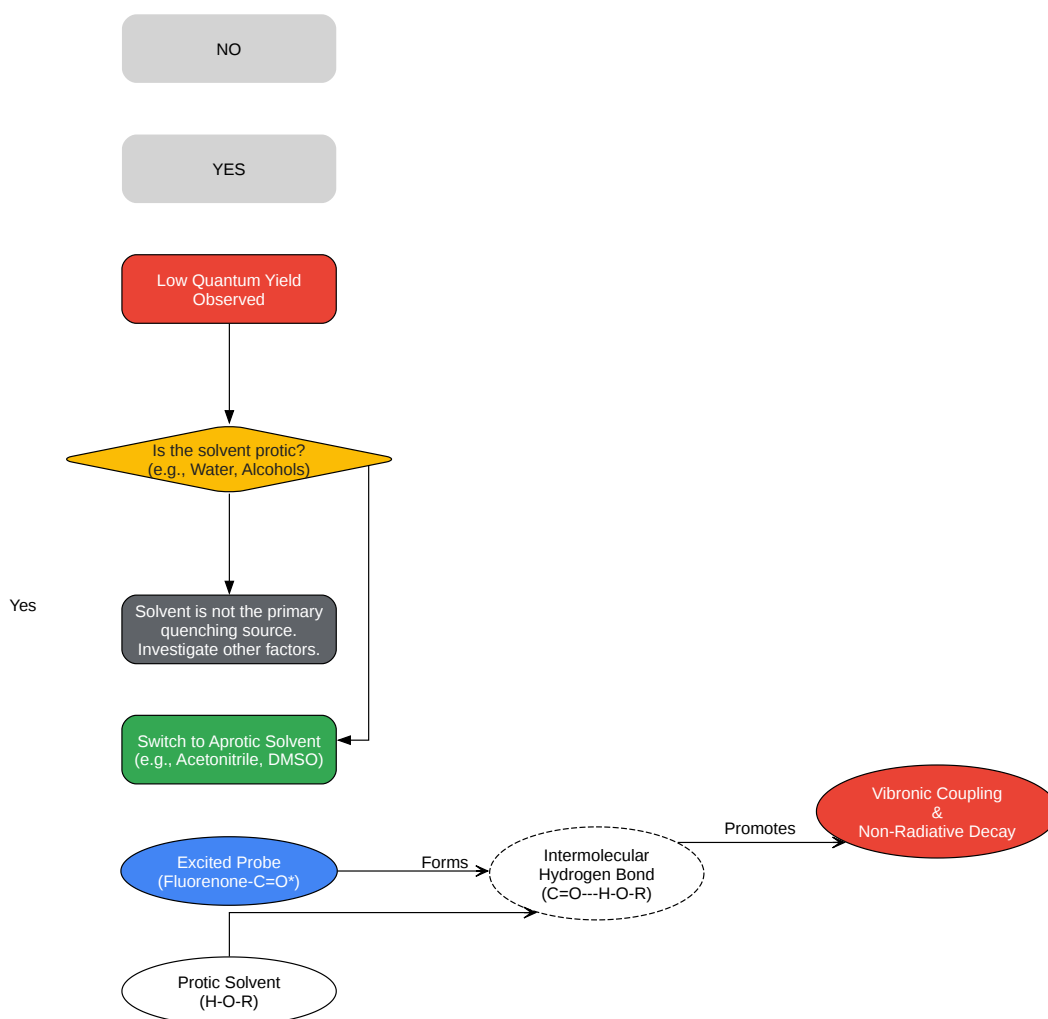 NO
YES
Low Quantum Yield
Observed
Is the solvent protic?
(e.g., Water, Alcohols)
Yes
Solvent is not the primary
quenching source.
Investigate other factors.
Switch to Aprotic Solvent
(e.g., Acetonitrile, DMSO)
Vibronic Coupling
&
Non-Radiative Decay
Promotes
Excited Probe
(Fluorenone-C=O*)
Forms
Intermolecular
Hydrogen Bond
(C=O---H-O-R)
Protic Solvent
(H-O-R)